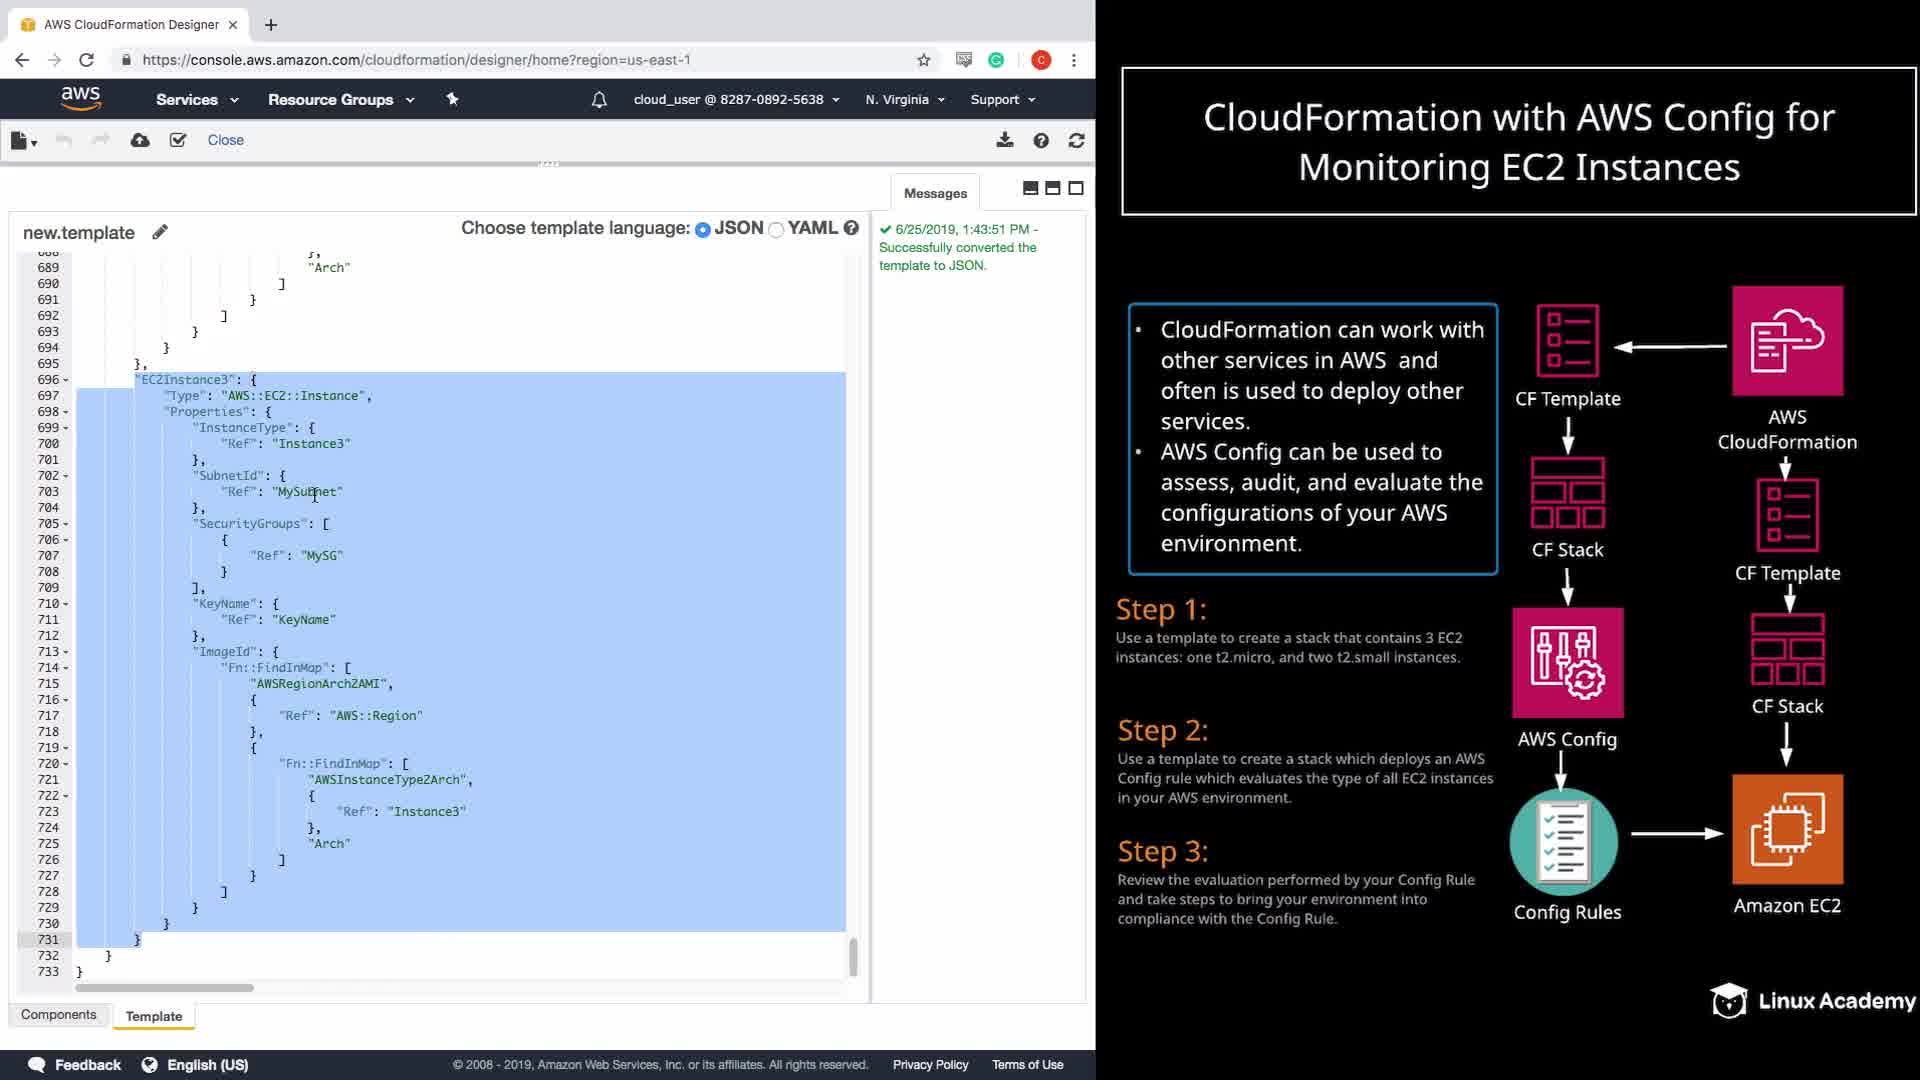 AWS CloudFormation Designer
https://console.aws.amazon.com/cloudformation/designer/home?region=us-east-1
C
aws
Services
Resource Groups
cloud_user @ 8287-0892-5638
N. Virginia
Support
Close
Messages
new.template
Choose template language: JSON YAML
6/25/2019, 1:43:51 PM -
Successfully converted the
template to JSON.
688 },
689 "Arch"
690 ]
691 }
692 ]
693 }
694 }
695 },
696 "EC2Instance3": {
697 "Type": "AWS::EC2::Instance",
698 "Properties": {
699 "InstanceType": {
700 "Ref": "Instance3"
701 },
702 "SubnetId": {
703 "Ref": "MySubnet"
704 },
705 "SecurityGroups": [
706 {
707 "Ref": "MySG"
708 }
709 ],
710 "KeyName": {
711 "Ref": "KeyName"
712 },
713 "ImageId": {
714 "Fn::FindInMap": [
715 "AWSRegionArchZAMI",
716 {
717 "Ref": "AWS::Region"
718 },
719 {
720 "Fn::FindInMap": [
721 "AWSInstanceTypeZArch",
722 {
723 "Ref": "Instance3"
724 },
725 "Arch"
726 ]
727 }
728 ]
729 }
730 }
731 }
732 }
733 }
Components
Template
Feedback
English (US)
© 2008 - 2019, Amazon Web Services, Inc. or its affiliates. All rights reserved.
Privacy Policy
Terms of Use
CloudFormation with AWS Config for
Monitoring EC2 Instances
• CloudFormation can work with
other services in AWS and
often is used to deploy other
services.
• AWS Config can be used to
assess, audit, and evaluate the
configurations of your AWS
environment.
Step 1:
Use a template to create a stack that contains 3 EC2
instances: one t2.micro, and two t2.small instances.
Step 2:
Use a template to create a stack which deploys an AWS
Config rule which evaluates the type of all EC2 instances
in your AWS environment.
Step 3:
Review the evaluation performed by your Config Rule
and take steps to bring your environment into
compliance with the Config Rule.
CF Template
CF Stack
AWS Config
Config Rules
AWS
CloudFormation
CF Template
CF Stack
Amazon EC2
Linux Academy